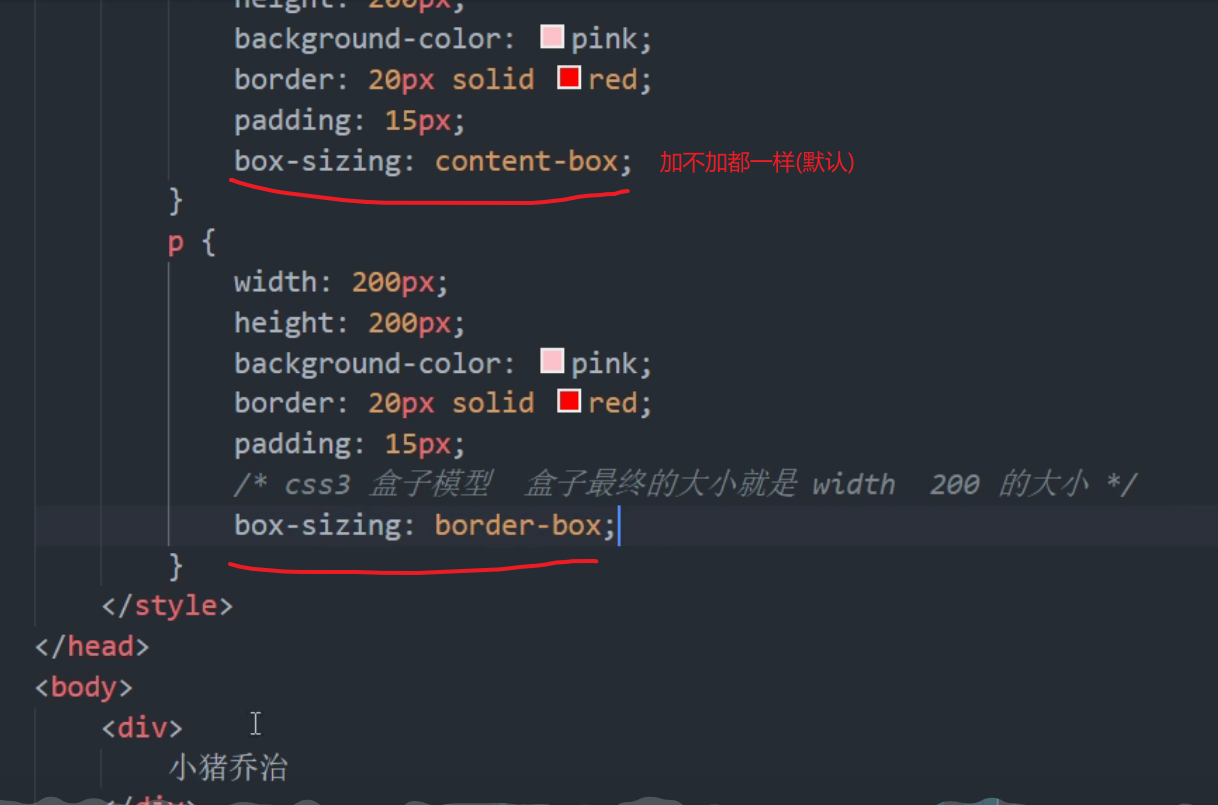 height: 200px;
background-color: pink;
border: 20px solid red;
padding: 15px;
box-sizing: content-box; 加不加都一样(默认)
}
p {
width: 200px;
height: 200px;
background-color: pink;
border: 20px solid red;
padding: 15px;
/* css3 盒子模型 盒子最终的大小就是 width 200 的大小 */
box-sizing: border-box;
}
</style>
</head>
<body>
<div>
小猪乔治
</div>